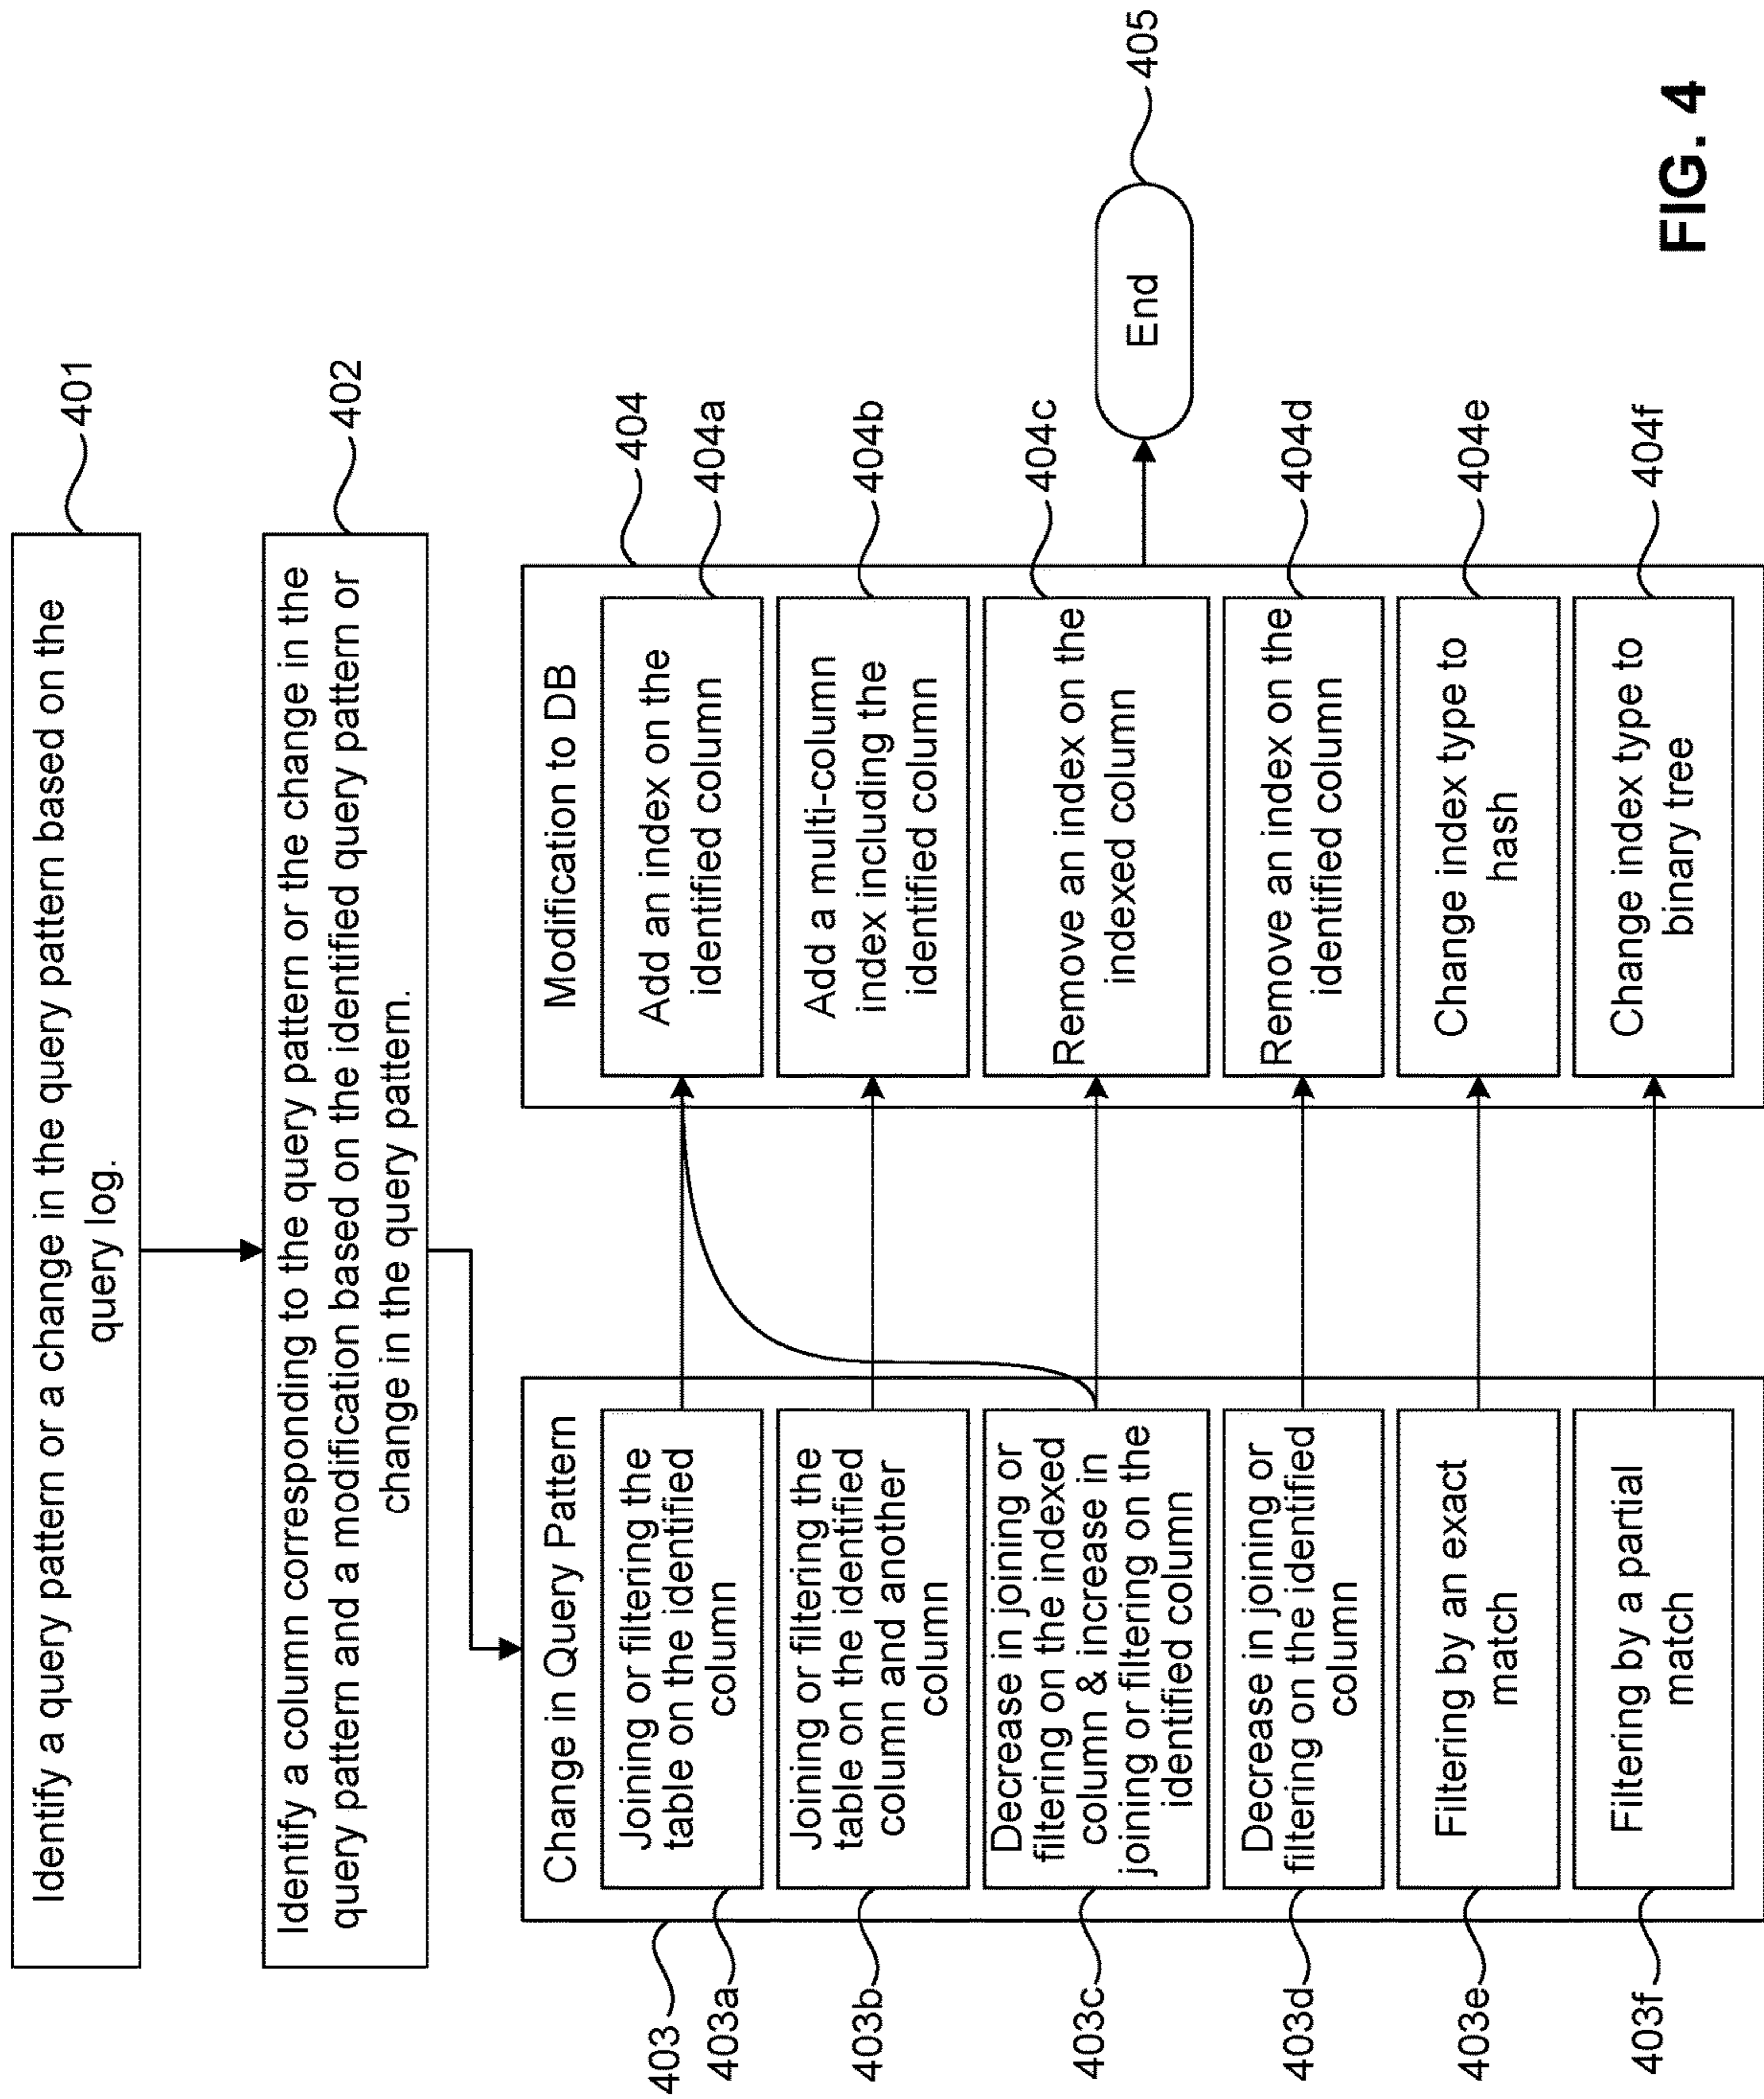 Identify a query pattern or a change in the query pattern based on the
query log.
401
Identify a column corresponding to the query pattern or the change in the
query pattern and a modification based on the identified query pattern or
change in the query pattern.
402
403
Change in Query Pattern
403a
Joining or filtering the
table on the identified
column
403b
Joining or filtering the
table on the identified
column and another
column
403c
Decrease in joining or
filtering on the indexed
column & increase in
joining or filtering on the
identified column
403d
Decrease in joining or
filtering on the identified
column
403e
Filtering by an exact
match
403f
Filtering by a partial
match
Modification to DB
404
Add an index on the
identified column
404a
Add a multi-column
index including the
identified column
404b
Remove an index on the
indexed column
404c
Remove an index on the
identified column
404d
Change index type to
hash
404e
Change index type to
binary tree
404f
End
405
FIG. 4